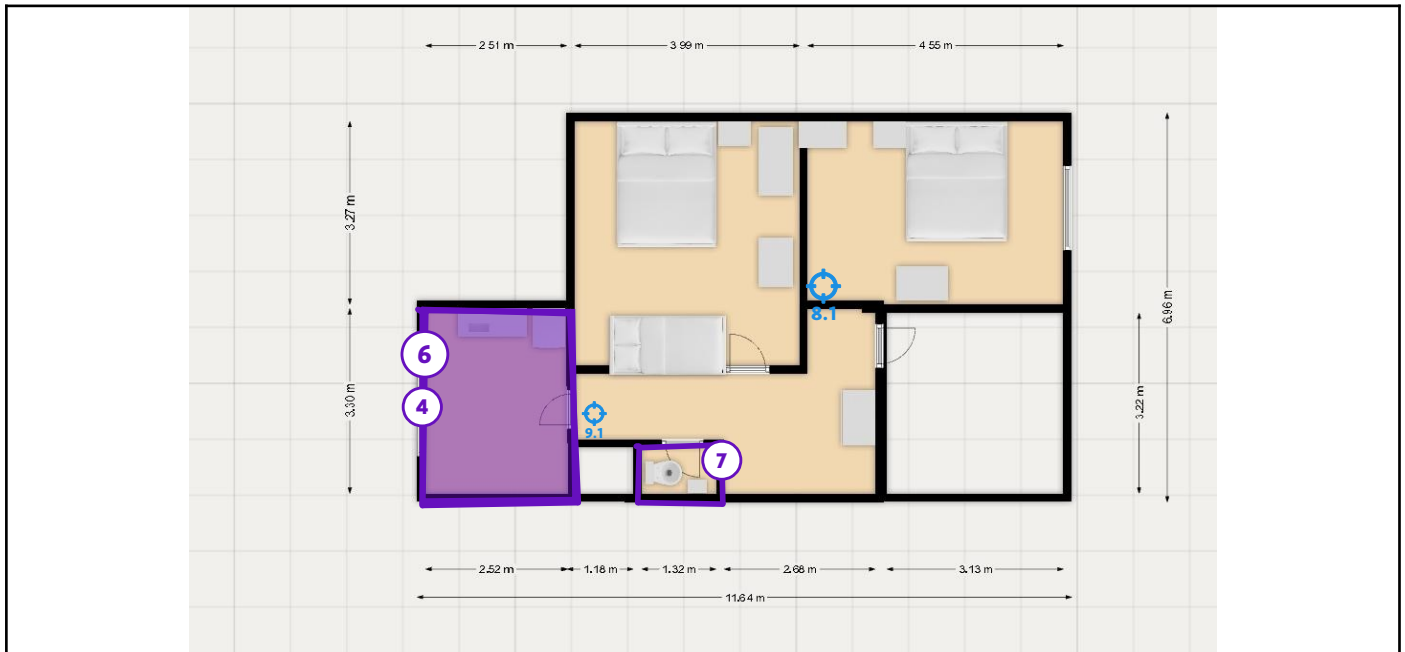 2.51 m
3.99 m
4.55 m
3.27 m
6.96 m
8.1
6
4
3.30 m
3.22 m
9.1
7
2.52 m
1.18 m
1.32 m
2.68 m
3.13 m
11.64 m